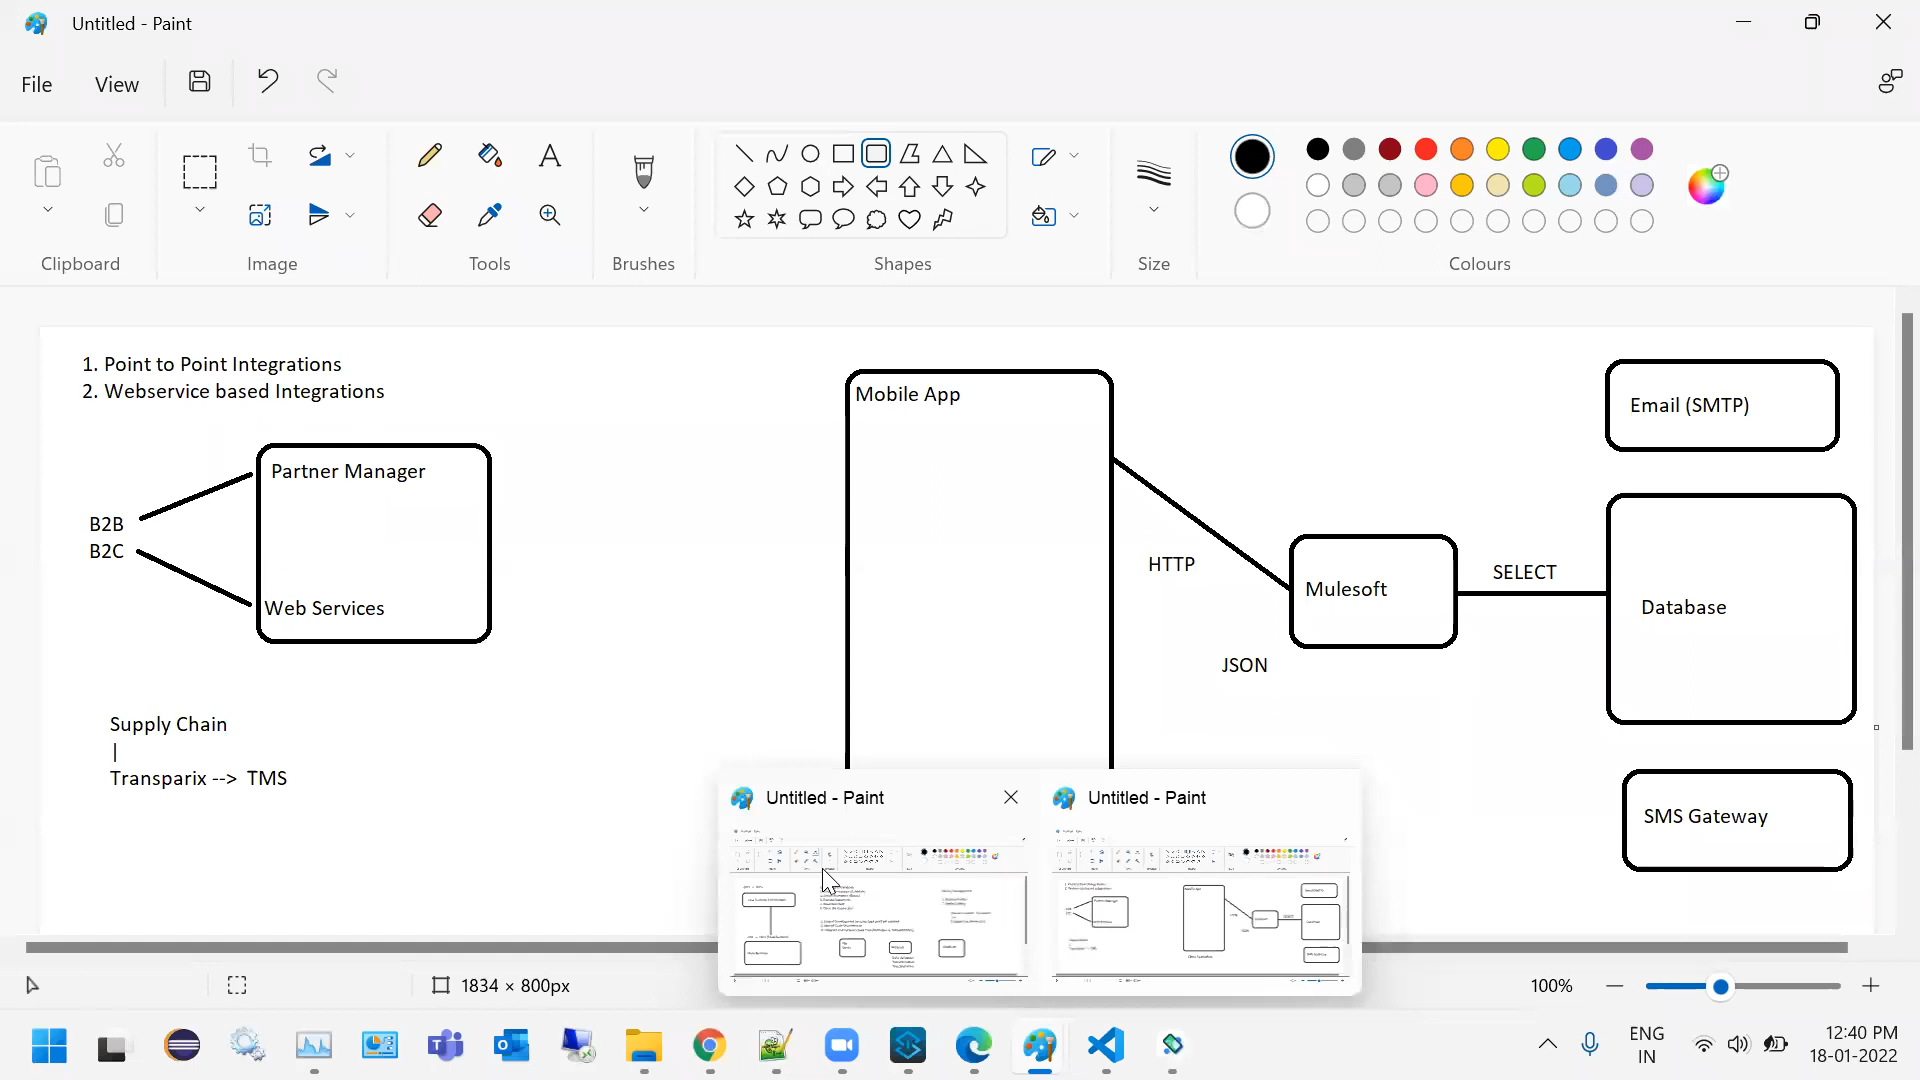 Untitled - Paint
File
View
Clipboard
Image
Tools
Brushes
Shapes
Size
Colours
1. Point to Point Integrations
2. Webservice based Integrations
Partner Manager
B2B
B2C
Web Services
Supply Chain
|
Transparix --> TMS
Mobile App
HTTP
JSON
Mulesoft
SELECT
Email (SMTP)
Database
SMS Gateway
Untitled - Paint
Untitled - Paint
1834 × 800px
100%
ENG
IN
12:40 PM
18-01-2022